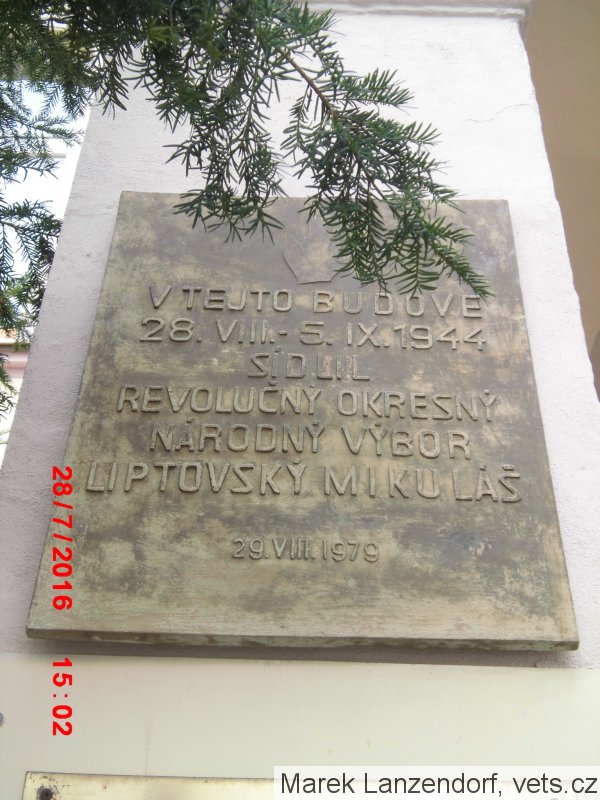 V TEJTO BUDOVE
28. VIII. - 5. IX. 1944
SÍDLIL
REVOLUČNÝ OKRESNÝ
NÁRODNÝ VÝBOR
LIPTOVSKÝ MIKULÁŠ
29. VIII. 1979
28/7/2016 15:02
Marek Lanzendorf, vets.cz